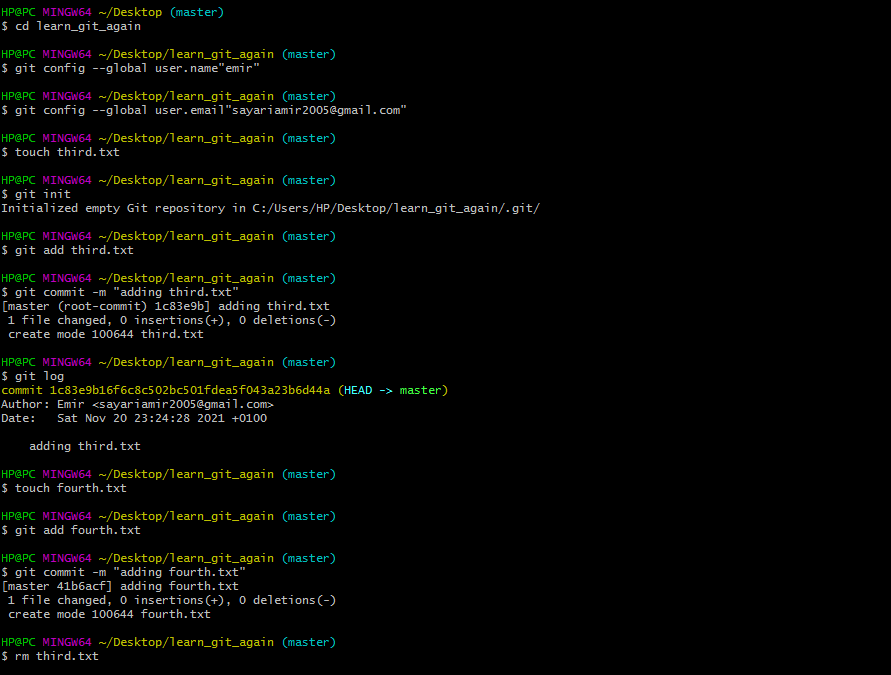 HP@PC MINGW64 ~/Desktop (master)
$ cd learn_git_again
HP@PC MINGW64 ~/Desktop/learn_git_again (master)
$ git config --global user.name"emir"
HP@PC MINGW64 ~/Desktop/learn_git_again (master)
$ git config --global user.email"sayariamir2005@gmail.com"
HP@PC MINGW64 ~/Desktop/learn_git_again (master)
$ touch third.txt
HP@PC MINGW64 ~/Desktop/learn_git_again (master)
$ git init
Initialized empty Git repository in C:/Users/HP/Desktop/learn_git_again/.git/
HP@PC MINGW64 ~/Desktop/learn_git_again (master)
$ git add third.txt
HP@PC MINGW64 ~/Desktop/learn_git_again (master)
$ git commit -m "adding third.txt"
[master (root-commit) 1c83e9b] adding third.txt
1 file changed, 0 insertions(+), 0 deletions(-)
create mode 100644 third.txt
HP@PC MINGW64 ~/Desktop/learn_git_again (master)
$ git log
commit 1c83e9b16f6c8c502bc501fdea5f043a23b6d44a (HEAD -> master)
Author: Emir <sayariamir2005@gmail.com>
Date:   Sat Nov 20 23:24:28 2021 +0100
adding third.txt
HP@PC MINGW64 ~/Desktop/learn_git_again (master)
$ touch fourth.txt
HP@PC MINGW64 ~/Desktop/learn_git_again (master)
$ git add fourth.txt
HP@PC MINGW64 ~/Desktop/learn_git_again (master)
$ git commit -m "adding fourth.txt"
[master 41b6acf] adding fourth.txt
1 file changed, 0 insertions(+), 0 deletions(-)
create mode 100644 fourth.txt
HP@PC MINGW64 ~/Desktop/learn_git_again (master)
$ rm third.txt